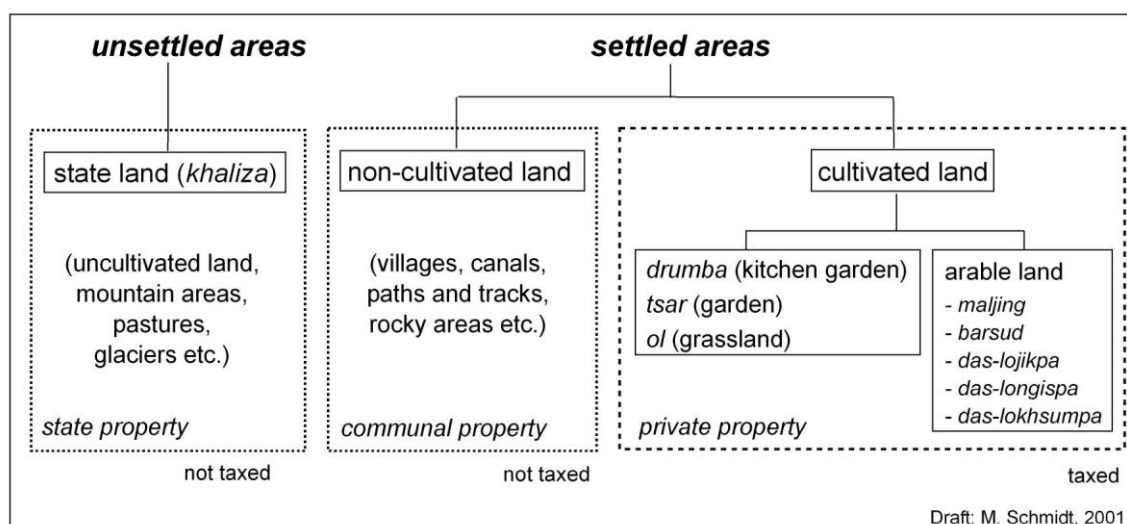 unsettled areas
settled areas
state land (khaliza)
(uncultivated land,
mountain areas,
pastures,
glaciers etc.)
state property
not taxed
non-cultivated land
(villages, canals,
paths and tracks,
rocky areas etc.)
communal property
not taxed
cultivated land
drumba (kitchen garden)
tsar (garden)
ol (grassland)
arable land
- maljing
- barsud
- das-lojikpa
- das-longispa
- das-lokhsumpa
private property
taxed
Draft: M. Schmidt, 2001